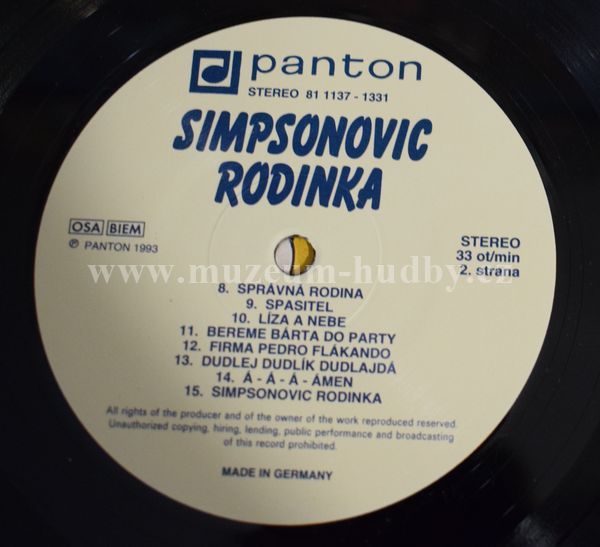 panton
STEREO 81 1137 - 1331
SIMPSONOVIC
RODINKA
OSA BIEM
℗ PANTON 1993
STEREO
33 ot/min
2. strana
www.muzeum-hudby.cz
8. SPRÁVNÁ RODINA
9. SPASITEL
10. LÍZA A NEBE
11. BEREME BÁRTA DO PARTY
12. FIRMA PEDRO FLÁKANDO
13. DUDLEJ DUDLÍK DUDLAJDÁ
14. Á - Á - Á - ÁMEN
15. SIMPSONOVIC RODINKA
All rights of the producer and of the owner of the work reproduced reserved.
Unauthorized copying, hiring, lending, public performance and broadcasting
of this record prohibited.
MADE IN GERMANY